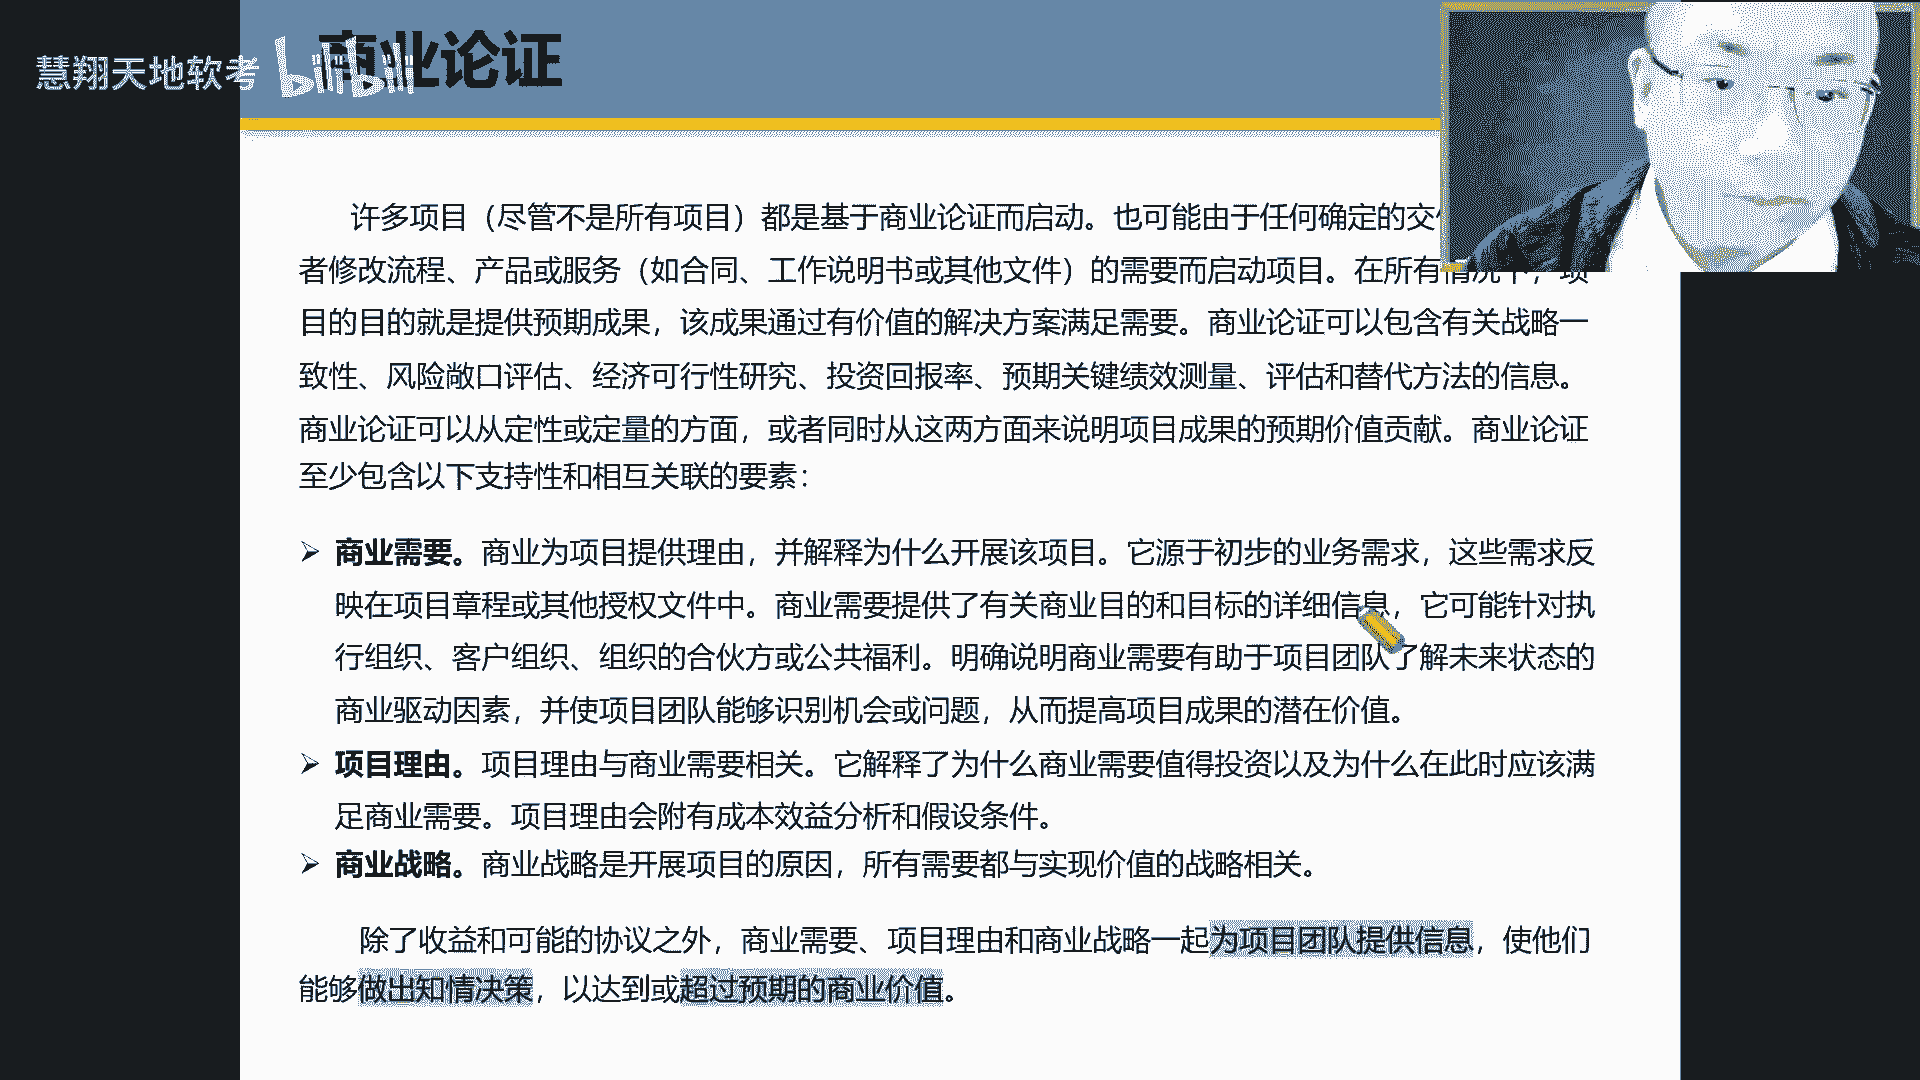 慧翔天地软考
bilibili
商业论证
许多项目（尽管不是所有项目）都是基于商业论证而启动。也可能由于任何确定的交
者修改流程、产品或服务（如合同、工作说明书或其他文件）的需要而启动项目。在所有情况下，项
目的目的就是提供预期成果，该成果通过有价值的解决方案满足需要。商业论证可以包含有关战略一
致性、风险敞口评估、经济可行性研究、投资回报率、预期关键绩效测量、评估和替代方法的信息。
商业论证可以从定性或定量的方面，或者同时从这两方面来说明项目成果的预期价值贡献。商业论证
至少包含以下支持性和相互关联的要素：
➢ 商业需要。商业为项目提供理由，并解释为什么开展该项目。它源于初步的业务需求，这些需求反
映在项目章程或其他授权文件中。商业需要提供了有关商业目的和目标的详细信息，它可能针对执
行组织、客户组织、组织的合伙方或公共福利。明确说明商业需要有助于项目团队了解未来状态的
商业驱动因素，并使项目团队能够识别机会或问题，从而提高项目成果的潜在价值。
➢ 项目理由。项目理由与商业需要相关。它解释了为什么商业需要值得投资以及为什么在此时应该满
足商业需要。项目理由会附有成本效益分析和假设条件。
➢ 商业战略。商业战略是开展项目的原因，所有需要都与实现价值的战略相关。
除了收益和可能的协议之外，商业需要、项目理由和商业战略一起为项目团队提供信息，使他们
能够做出知情决策，以达到或超过预期的商业价值。